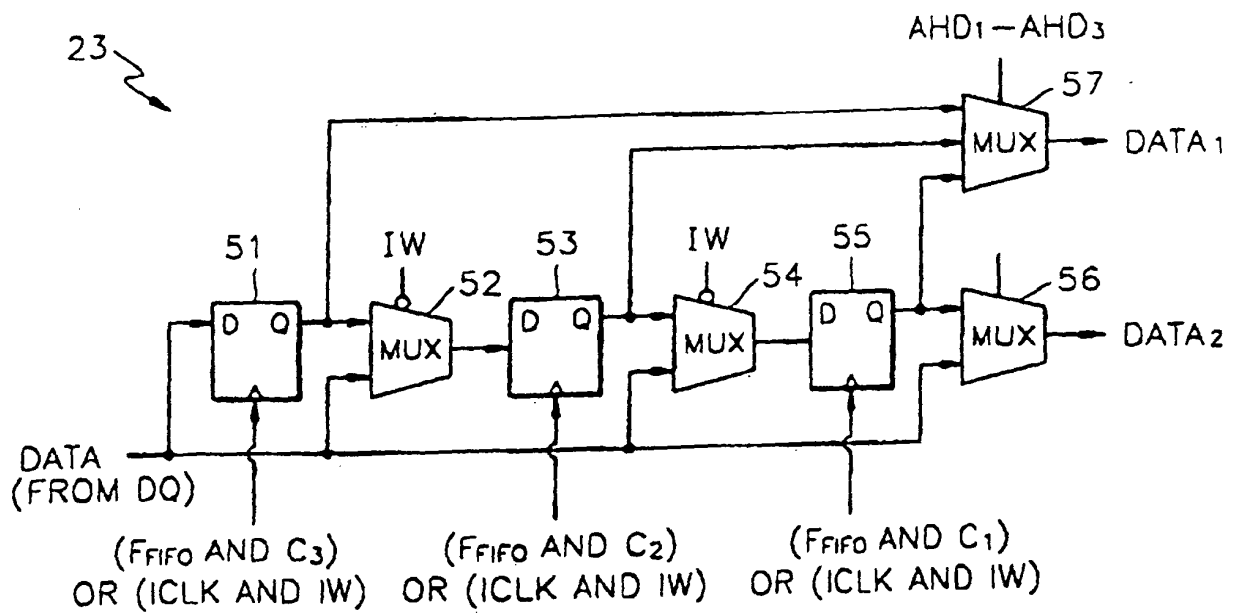 23
AHD1-AHD3
57
MUX
DATA1
51
IW
52
53
IW
54
55
56
D Q
MUX
D Q
MUX
D Q
MUX
DATA2
DATA
(FROM DQ)
(FFIFO AND C3)
OR (ICLK AND IW)
(FFIFO AND C2)
OR (ICLK AND IW)
(FFIFO AND C1)
OR (ICLK AND IW)